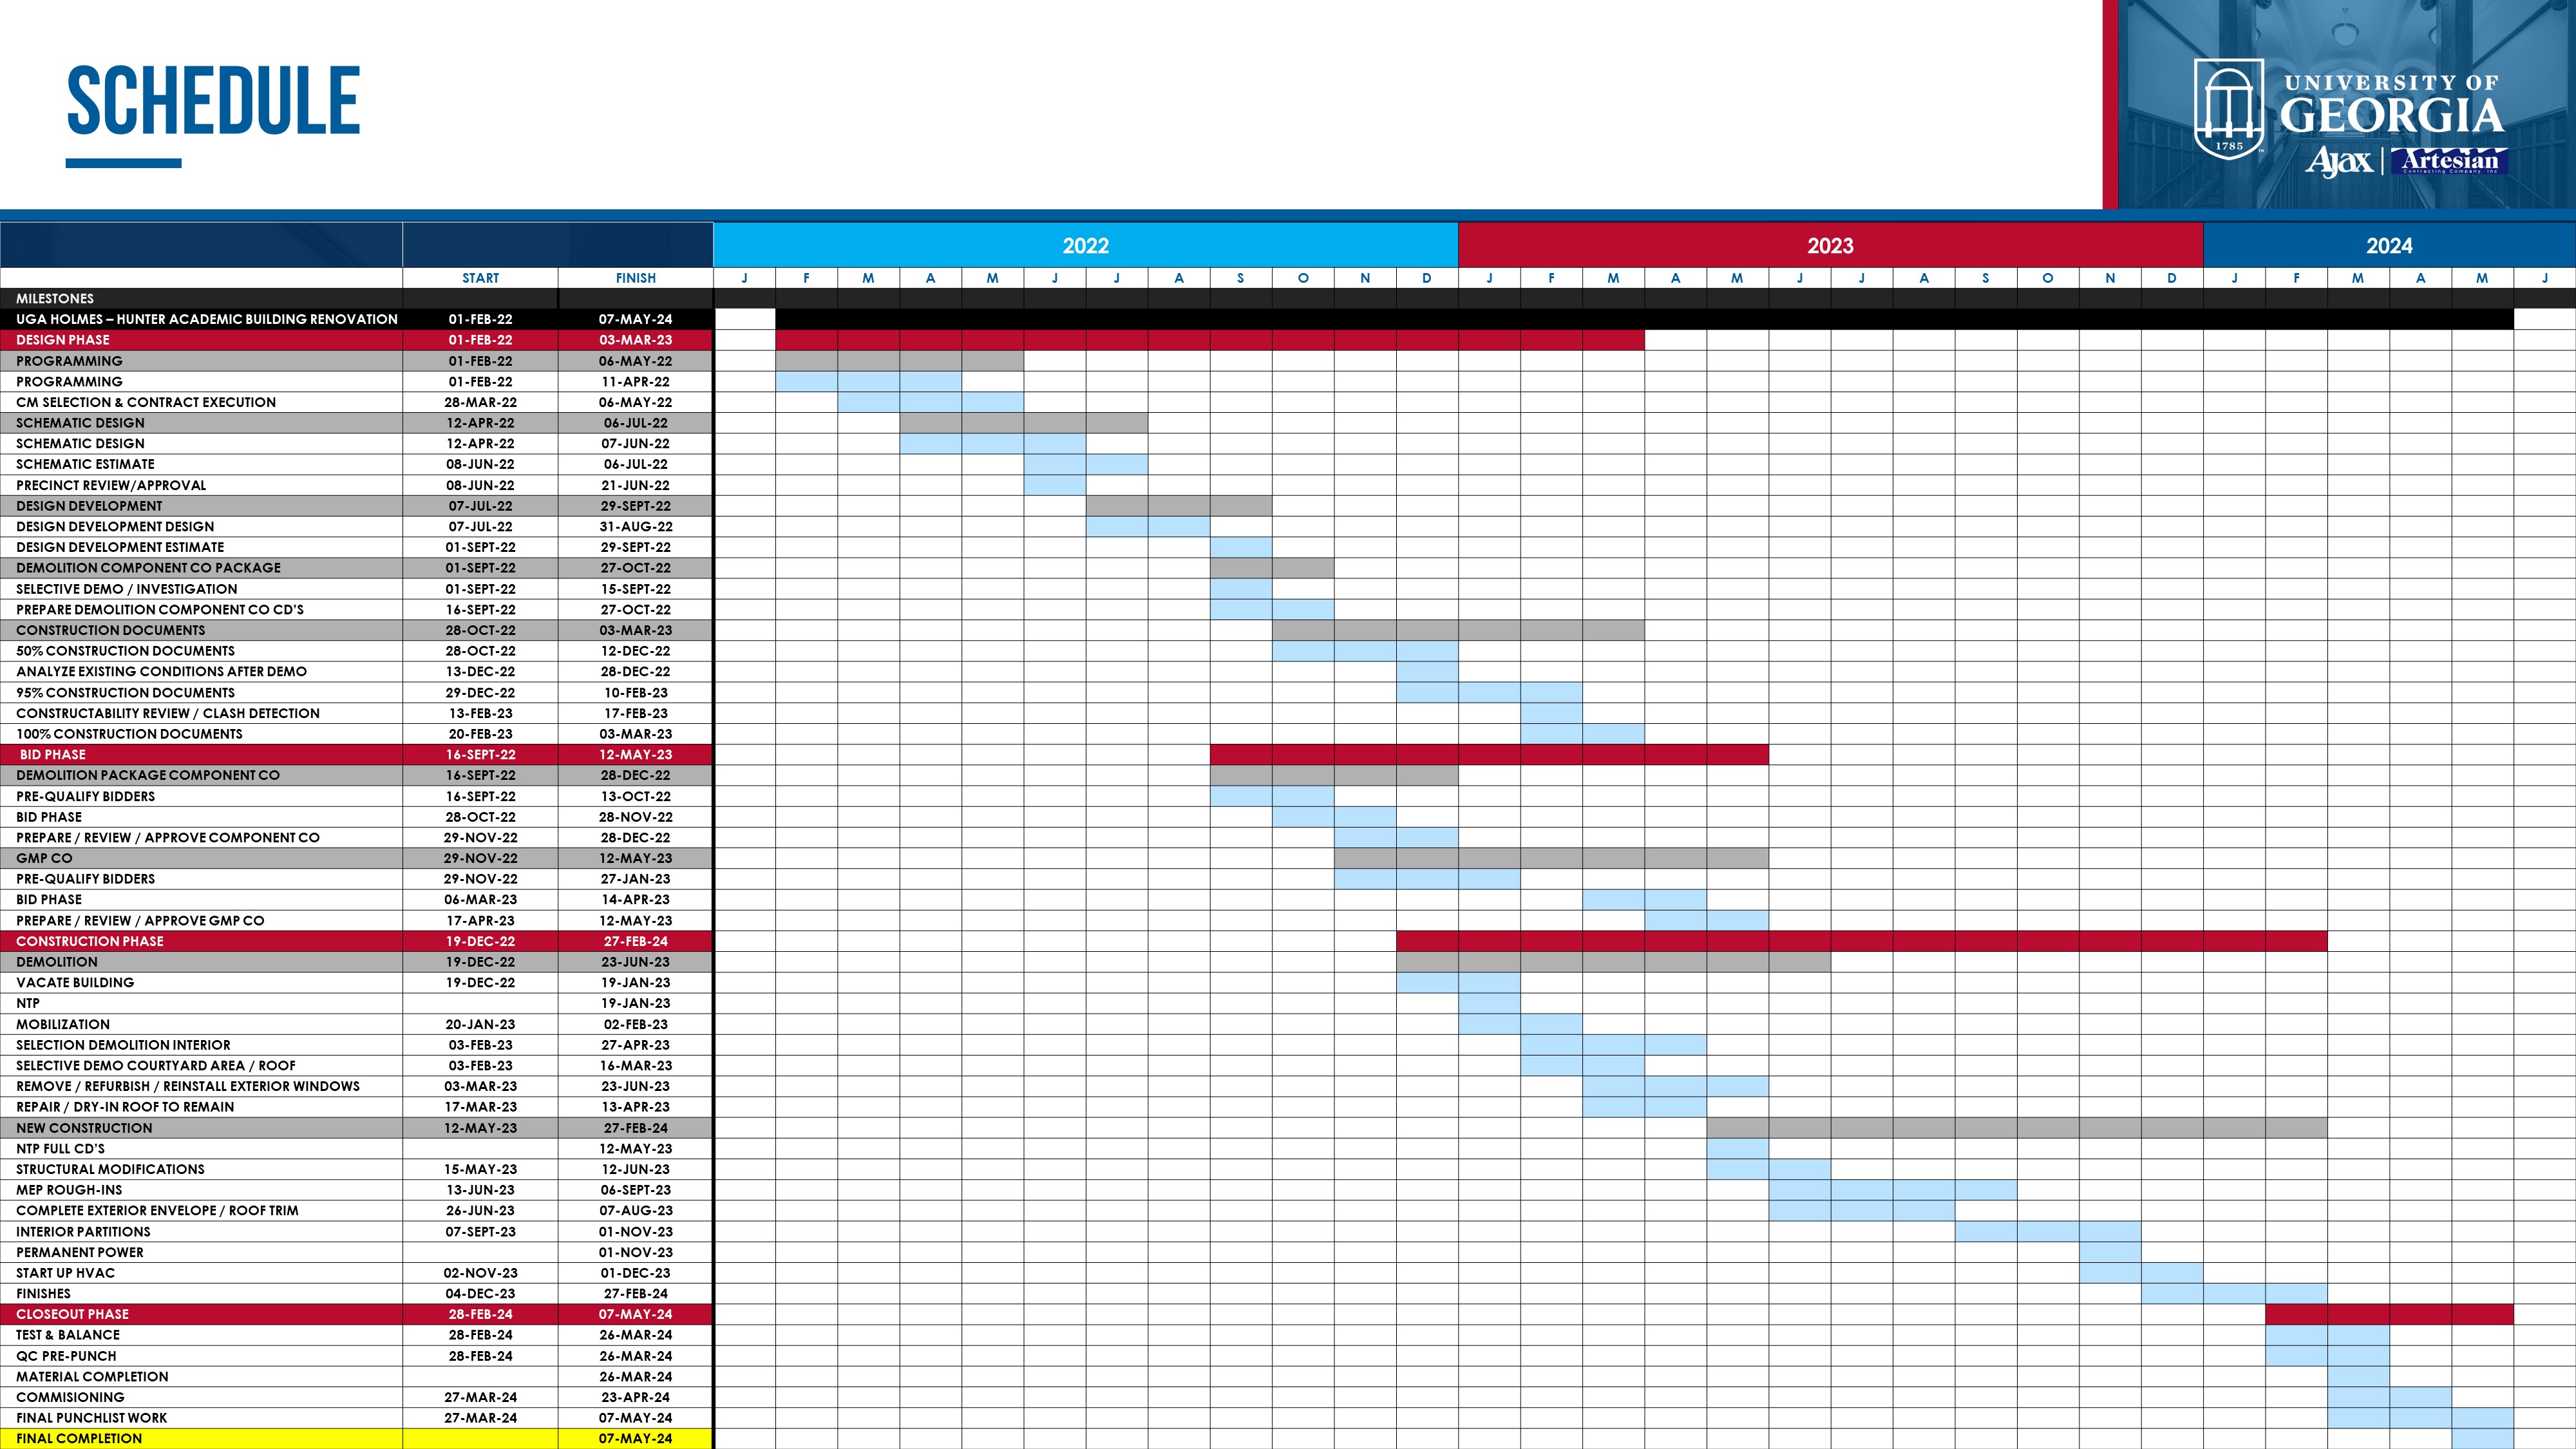 SCHEDULE
UNIVERSITY OF
GEORGIA
1785
Ajax | Artesian
Contracting Company, Inc
2022 2023 2024
START FINISH J F M A M J J A S O N D J F M A M J J A S O N D J F M A M J
MILESTONES
UGA HOLMES – HUNTER ACADEMIC BUILDING RENOVATION 01-FEB-22 07-MAY-24
DESIGN PHASE 01-FEB-22 03-MAR-23
PROGRAMMING 01-FEB-22 06-MAY-22
PROGRAMMING 01-FEB-22 11-APR-22
CM SELECTION & CONTRACT EXECUTION 28-MAR-22 06-MAY-22
SCHEMATIC DESIGN 12-APR-22 06-JUL-22
SCHEMATIC DESIGN 12-APR-22 07-JUN-22
SCHEMATIC ESTIMATE 08-JUN-22 06-JUL-22
PRECINCT REVIEW/APPROVAL 08-JUN-22 21-JUN-22
DESIGN DEVELOPMENT 07-JUL-22 29-SEPT-22
DESIGN DEVELOPMENT DESIGN 07-JUL-22 31-AUG-22
DESIGN DEVELOPMENT ESTIMATE 01-SEPT-22 29-SEPT-22
DEMOLITION COMPONENT CO PACKAGE 01-SEPT-22 27-OCT-22
SELECTIVE DEMO / INVESTIGATION 01-SEPT-22 15-SEPT-22
PREPARE DEMOLITION COMPONENT CO CD'S 16-SEPT-22 27-OCT-22
CONSTRUCTION DOCUMENTS 28-OCT-22 03-MAR-23
50% CONSTRUCTION DOCUMENTS 28-OCT-22 12-DEC-22
ANALYZE EXISTING CONDITIONS AFTER DEMO 13-DEC-22 28-DEC-22
95% CONSTRUCTION DOCUMENTS 29-DEC-22 10-FEB-23
CONSTRUCTABILITY REVIEW / CLASH DETECTION 13-FEB-23 17-FEB-23
100% CONSTRUCTION DOCUMENTS 20-FEB-23 03-MAR-23
BID PHASE 16-SEPT-22 12-MAY-23
DEMOLITION PACKAGE COMPONENT CO 16-SEPT-22 28-DEC-22
PRE-QUALIFY BIDDERS 16-SEPT-22 13-OCT-22
BID PHASE 28-OCT-22 28-NOV-22
PREPARE / REVIEW / APPROVE COMPONENT CO 29-NOV-22 28-DEC-22
GMP CO 29-NOV-22 12-MAY-23
PRE-QUALIFY BIDDERS 29-NOV-22 27-JAN-23
BID PHASE 06-MAR-23 14-APR-23
PREPARE / REVIEW / APPROVE GMP CO 17-APR-23 12-MAY-23
CONSTRUCTION PHASE 19-DEC-22 27-FEB-24
DEMOLITION 19-DEC-22 23-JUN-23
VACATE BUILDING 19-DEC-22 19-JAN-23
NTP 19-JAN-23
MOBILIZATION 20-JAN-23 02-FEB-23
SELECTION DEMOLITION INTERIOR 03-FEB-23 27-APR-23
SELECTIVE DEMO COURTYARD AREA / ROOF 03-FEB-23 16-MAR-23
REMOVE / REFURBISH / REINSTALL EXTERIOR WINDOWS 03-MAR-23 23-JUN-23
REPAIR / DRY-IN ROOF TO REMAIN 17-MAR-23 13-APR-23
NEW CONSTRUCTION 12-MAY-23 27-FEB-24
NTP FULL CD'S 12-MAY-23
STRUCTURAL MODIFICATIONS 15-MAY-23 12-JUN-23
MEP ROUGH-INS 13-JUN-23 06-SEPT-23
COMPLETE EXTERIOR ENVELOPE / ROOF TRIM 26-JUN-23 07-AUG-23
INTERIOR PARTITIONS 07-SEPT-23 01-NOV-23
PERMANENT POWER 01-NOV-23
START UP HVAC 02-NOV-23 01-DEC-23
FINISHES 04-DEC-23 27-FEB-24
CLOSEOUT PHASE 28-FEB-24 07-MAY-24
TEST & BALANCE 28-FEB-24 26-MAR-24
QC PRE-PUNCH 28-FEB-24 26-MAR-24
MATERIAL COMPLETION 26-MAR-24
COMMISIONING 27-MAR-24 23-APR-24
FINAL PUNCHLIST WORK 27-MAR-24 07-MAY-24
FINAL COMPLETION 07-MAY-24